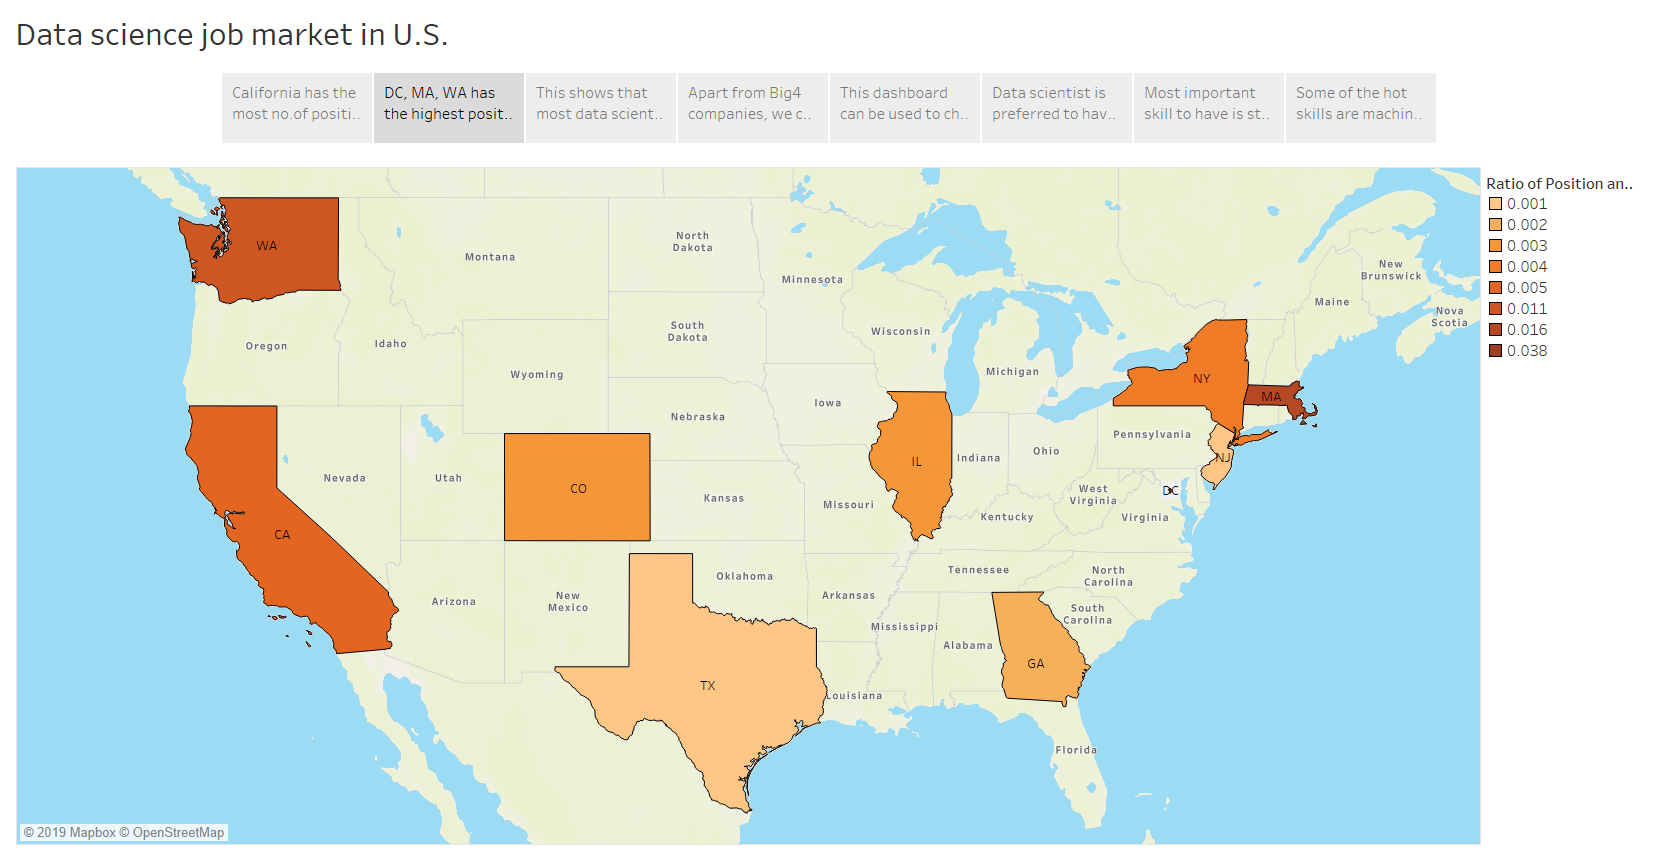 Data science job market in U.S.
California has the
most no.of positi..
DC, MA, WA has
the highest posit..
This shows that
most data scient..
Apart from Big4
companies, we c..
This dashboard
can be used to ch..
Data scientist is
preferred to hav..
Most important
skill to have is st..
Some of the hot
skills are machin..
Ratio of Position an..
0.001
0.002
0.003
0.004
0.005
0.011
0.016
0.038
WA
Montana
North
Dakota
Minnesota
New
Brunswick
Maine
Nova
Scotia
Oregon
Idaho
South
Dakota
Wisconsin
Wyoming
Michigan
NY
MA
Nebraska
Iowa
Pennsylvania
Nevada
Utah
CO
Kansas
IL
Indiana
Ohio
NJ
DC
West
Virginia
Missouri
Kentucky
Virginia
CA
Oklahoma
Tennessee
North
Carolina
Arizona
New
Mexico
Arkansas
South
Carolina
Mississippi
Alabama
GA
TX
Louisiana
Florida
© 2019 Mapbox © OpenStreetMap